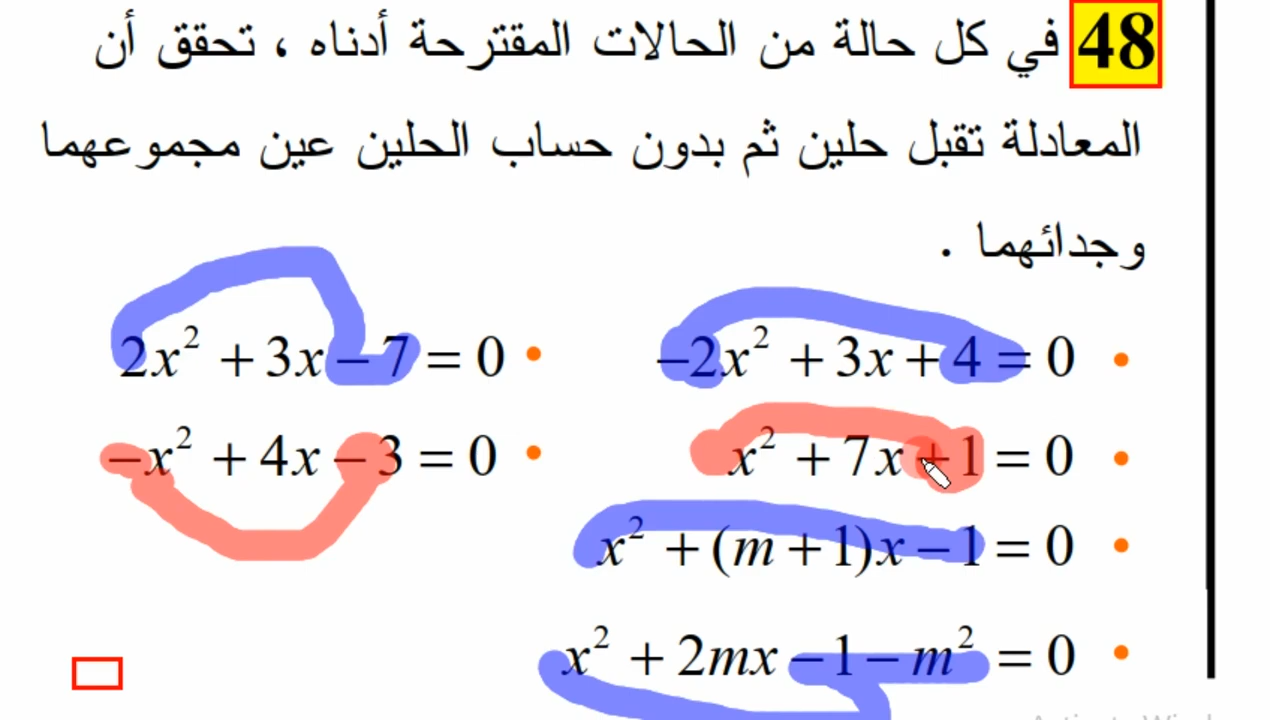 48 في كل حالة من الحالات المقترحة أدناه ، تحقق أن
المعادلة تقبل حلين ثم بدون حساب الحلين عين مجموعهما
وجدائهما .
• -2x² + 3x + 4 = 0 • 2x² + 3x - 7 = 0
• x² + 7x + 1 = 0 • -x² + 4x - 3 = 0
• x² + (m + 1)x - 1 = 0
• x² + 2mx - 1 - m² = 0